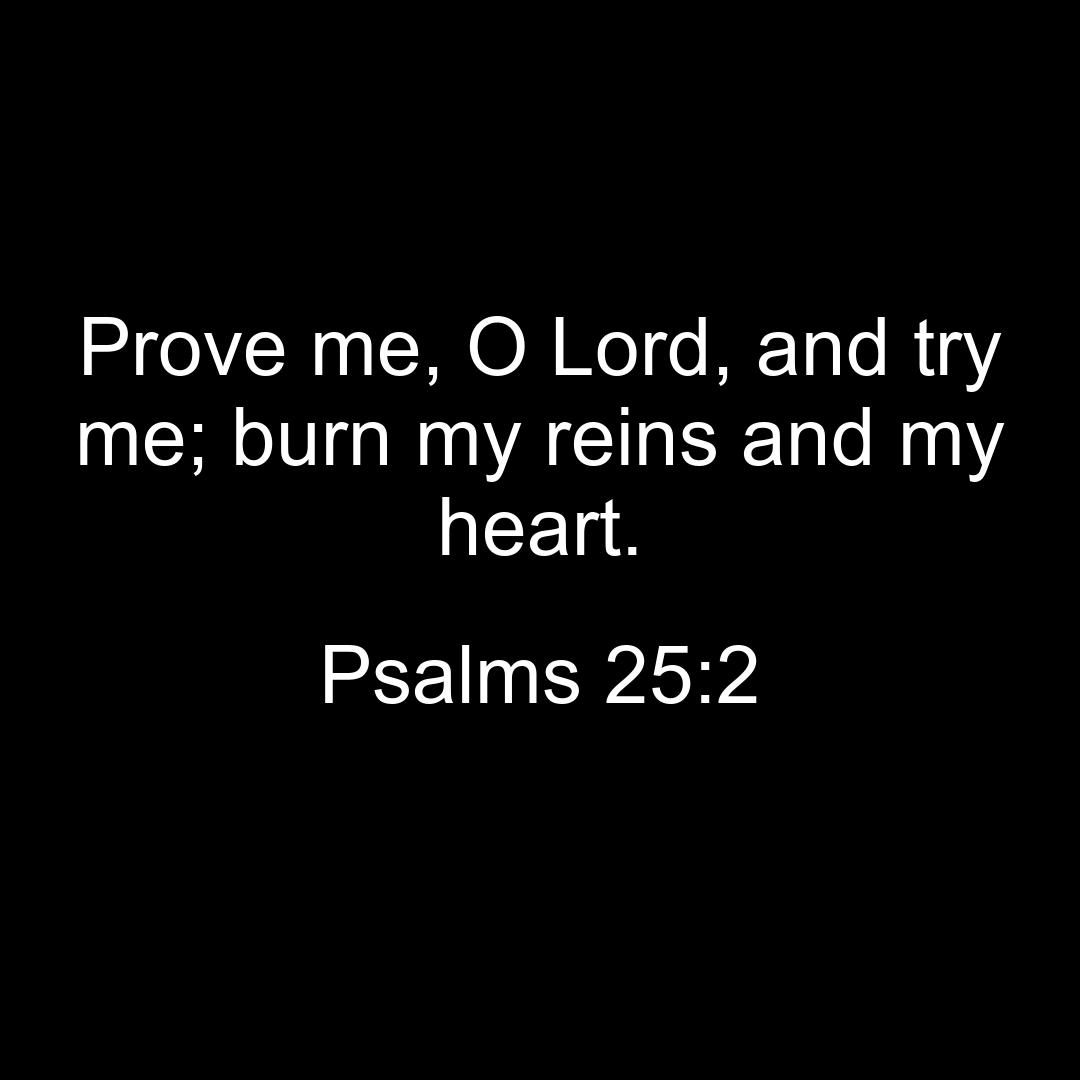 Prove me, O Lord, and try
me; burn my reins and my
heart.
Psalms 25:2